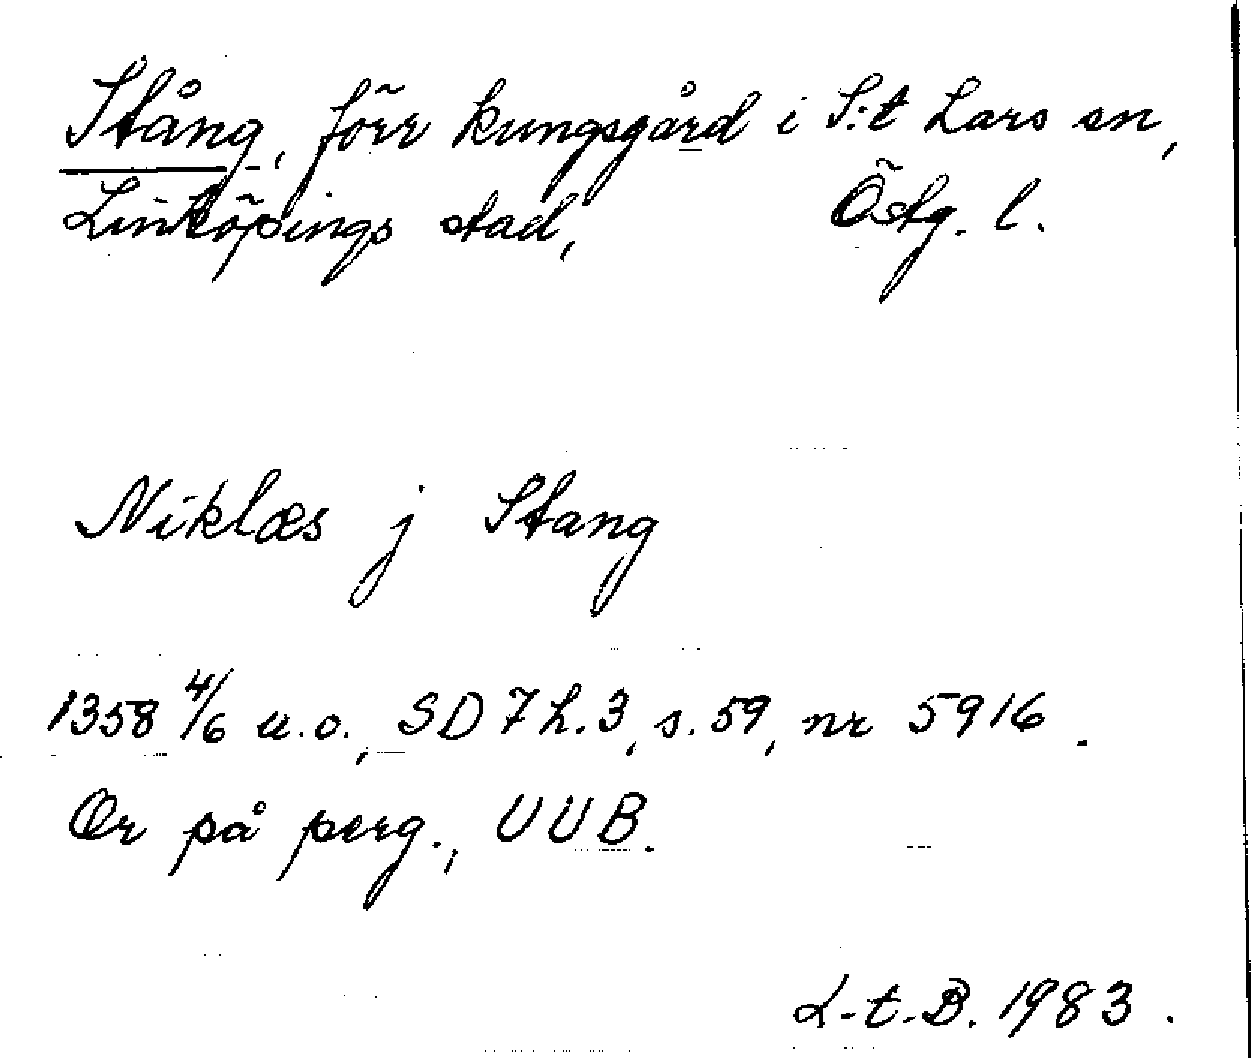 Stång, förr kungsgård i S:t Lars sn,
Linköpings stad, Östg. l.
Niklæs j Stang
1358 4/6 u.o., SD 7 h.3, s.59, nr 5916.
Or på perg., UUB.
L-t-B. 1983.